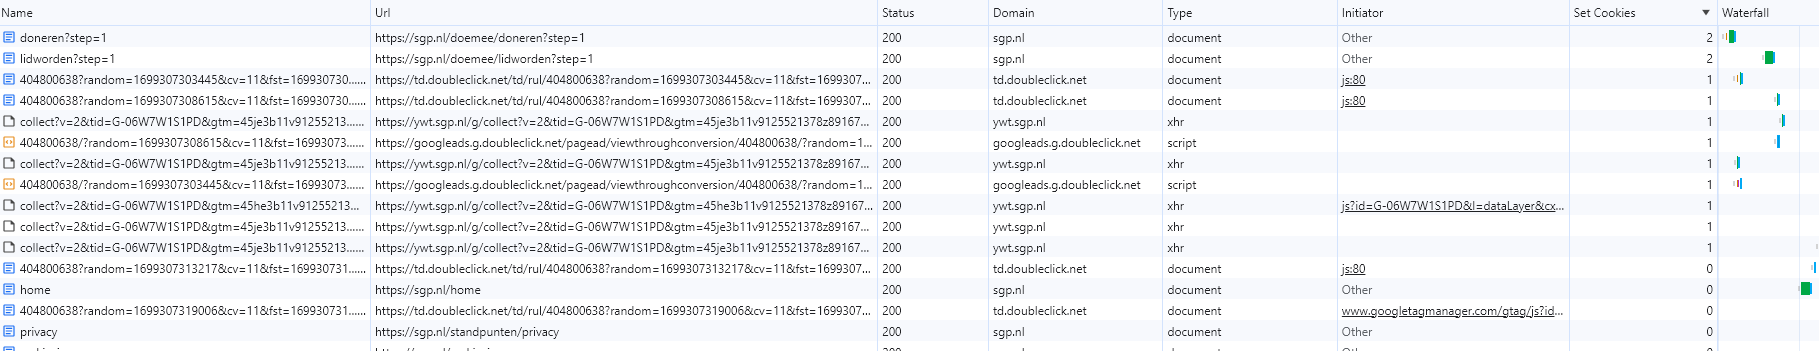 Name Url Status Domain Type Initiator Set Cookies Waterfall
doneren?step=1 https://sgp.nl/doemee/doneren?step=1 200 sgp.nl document Other 2
lidworden?step=1 https://sgp.nl/doemee/lidworden?step=1 200 sgp.nl document Other 2
404800638?random=1699307303445&cv=11&fst=169930730...... https://td.doubleclick.net/td/rul/404800638?random=1699307303445&cv=11&fst=1699307... 200 td.doubleclick.net document js:80 1
404800638?random=1699307308615&cv=11&fst=169930730...... https://td.doubleclick.net/td/rul/404800638?random=1699307308615&cv=11&fst=1699307... 200 td.doubleclick.net document js:80 1
collect?v=2&tid=G-06W7W1S1PD&gtm=45je3b11v91255213...... https://ywt.sgp.nl/g/collect?v=2&tid=G-06W7W1S1PD&gtm=45je3b11v9125521378z89167... 200 ywt.sgp.nl xhr 1
404800638/?random=1699307308615&cv=11&fst=16993073...... https://googleads.g.doubleclick.net/pagead/viewthroughconversion/404800638/?random=1... 200 googleads.g.doubleclick.net script 1
collect?v=2&tid=G-06W7W1S1PD&gtm=45je3b11v91255213...... https://ywt.sgp.nl/g/collect?v=2&tid=G-06W7W1S1PD&gtm=45je3b11v9125521378z89167... 200 ywt.sgp.nl xhr 1
404800638/?random=1699307303445&cv=11&fst=16993073...... https://googleads.g.doubleclick.net/pagead/viewthroughconversion/404800638/?random=1... 200 googleads.g.doubleclick.net script 1
collect?v=2&tid=G-06W7W1S1PD&gtm=45he3b11v91255213...... https://ywt.sgp.nl/g/collect?v=2&tid=G-06W7W1S1PD&gtm=45he3b11v9125521378z89167... 200 ywt.sgp.nl xhr js?id=G-06W7W1S1PD&l=dataLayer&cx... 1
collect?v=2&tid=G-06W7W1S1PD&gtm=45je3b11v91255213...... https://ywt.sgp.nl/g/collect?v=2&tid=G-06W7W1S1PD&gtm=45je3b11v9125521378z89167... 200 ywt.sgp.nl xhr 1
collect?v=2&tid=G-06W7W1S1PD&gtm=45je3b11v91255213...... https://ywt.sgp.nl/g/collect?v=2&tid=G-06W7W1S1PD&gtm=45je3b11v9125521378z89167... 200 ywt.sgp.nl xhr 1
404800638?random=1699307313217&cv=11&fst=169930731...... https://td.doubleclick.net/td/rul/404800638?random=1699307313217&cv=11&fst=1699307... 200 td.doubleclick.net document js:80 0
home https://sgp.nl/home 200 sgp.nl document Other 0
404800638?random=1699307319006&cv=11&fst=169930731...... https://td.doubleclick.net/td/rul/404800638?random=1699307319006&cv=11&fst=1699307... 200 td.doubleclick.net document www.googletagmanager.com/gtag/js?id... 0
privacy https://sgp.nl/standpunten/privacy 200 sgp.nl document Other 0